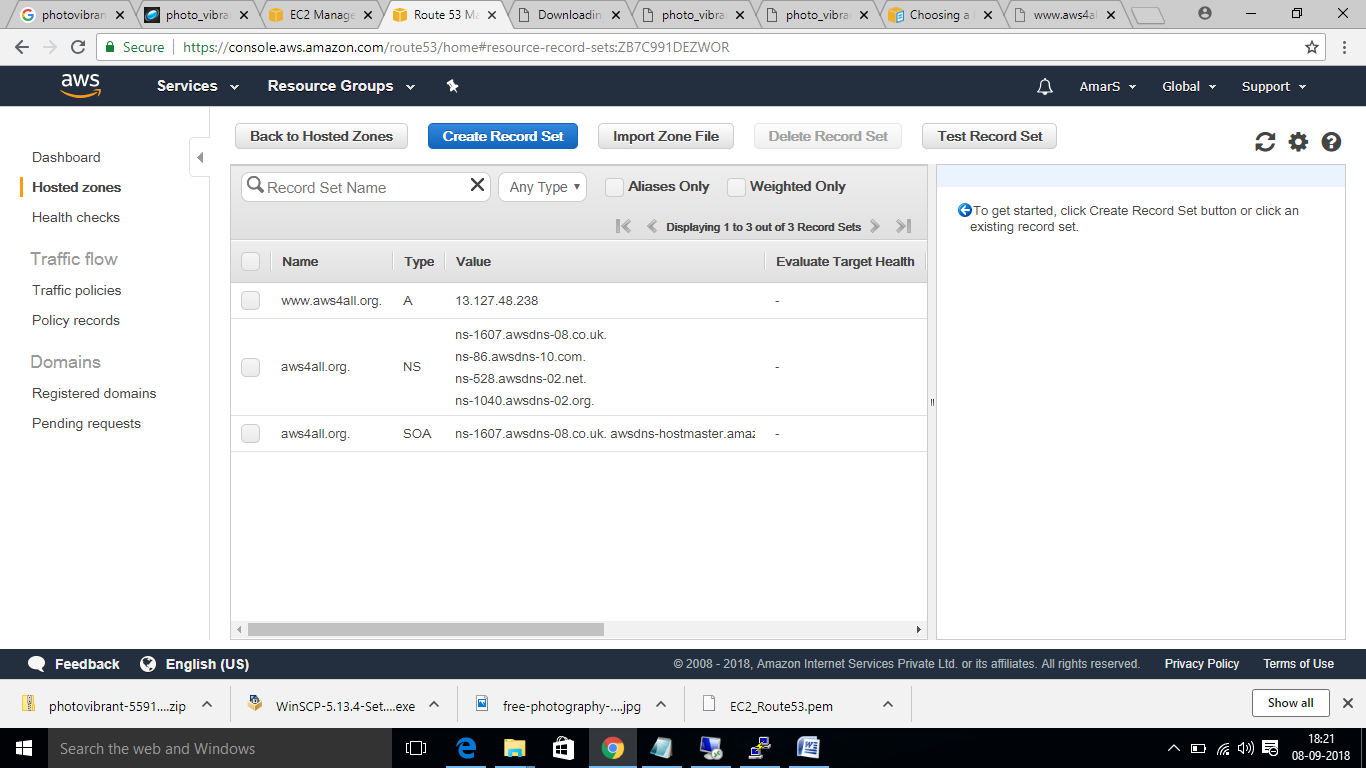 photovibran
photo_vibra
EC2 Manage
Route 53 Ma
Downloadin
photo_vibra
photo_vibra
Choosing a
www.aws4al
Secure https://console.aws.amazon.com/route53/home#resource-record-sets:ZB7C991DEZWOR
aws Services Resource Groups AmarS Global Support
Dashboard
Hosted zones
Health checks
Traffic flow
Traffic policies
Policy records
Domains
Registered domains
Pending requests
Back to Hosted Zones Create Record Set Import Zone File Delete Record Set Test Record Set
Record Set Name Any Type Aliases Only Weighted Only
Displaying 1 to 3 out of 3 Record Sets
Name Type Value Evaluate Target Health
www.aws4all.org. A 13.127.48.238 -
aws4all.org. NS ns-1607.awsdns-08.co.uk. -
ns-86.awsdns-10.com.
ns-528.awsdns-02.net.
ns-1040.awsdns-02.org.
aws4all.org. SOA ns-1607.awsdns-08.co.uk. awsdns-hostmaster.amaz -
To get started, click Create Record Set button or click an
existing record set.
Feedback English (US) © 2008 - 2018, Amazon Internet Services Private Ltd. or its affiliates. All rights reserved. Privacy Policy Terms of Use
photovibrant-5591....zip WinSCP-5.13.4-Set....exe free-photography-....jpg EC2_Route53.pem Show all
Search the web and Windows
18:21
08-09-2018